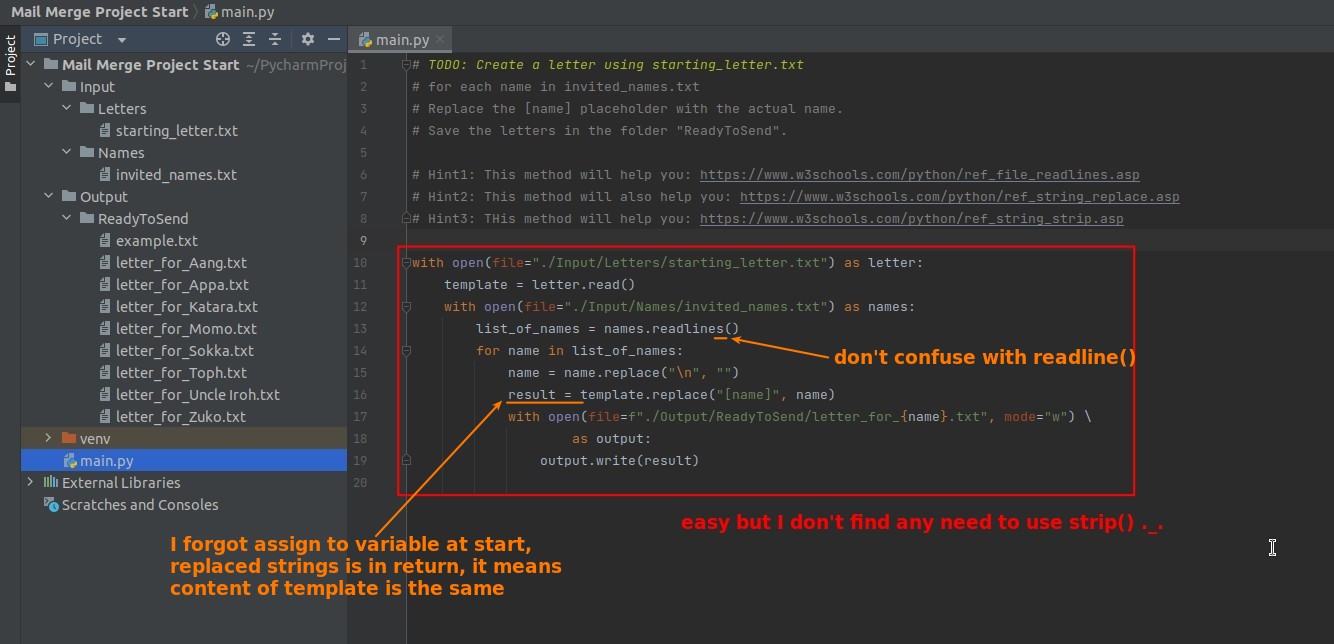 Mail Merge Project Start main.py
Project
Project
main.py
Mail Merge Project Start ~/PycharmProj
Input
Letters
starting_letter.txt
Names
invited_names.txt
Output
ReadyToSend
example.txt
letter_for_Aang.txt
letter_for_Appa.txt
letter_for_Katara.txt
letter_for_Momo.txt
letter_for_Sokka.txt
letter_for_Toph.txt
letter_for_Uncle Iroh.txt
letter_for_Zuko.txt
venv
main.py
External Libraries
Scratches and Consoles
1 # TODO: Create a letter using starting_letter.txt
2 # for each name in invited_names.txt
3 # Replace the [name] placeholder with the actual name.
4 # Save the letters in the folder "ReadyToSend".
5
6 # Hint1: This method will help you: https://www.w3schools.com/python/ref_file_readlines.asp
7 # Hint2: This method will also help you: https://www.w3schools.com/python/ref_string_replace.asp
8 # Hint3: THis method will help you: https://www.w3schools.com/python/ref_string_strip.asp
9
10 with open(file="./Input/Letters/starting_letter.txt") as letter:
11 template = letter.read()
12 with open(file="./Input/Names/invited_names.txt") as names:
13 list_of_names = names.readlines()
14 for name in list_of_names:
15 name = name.replace("\n", "")
16 result = template.replace("[name]", name)
17 with open(file=f"./Output/ReadyToSend/letter_for_{name}.txt", mode="w") \
18 as output:
19 output.write(result)
20
don't confuse with readline()
easy but I don't find any need to use strip() ._.
I forgot assign to variable at start,
replaced strings is in return, it means
content of template is the same